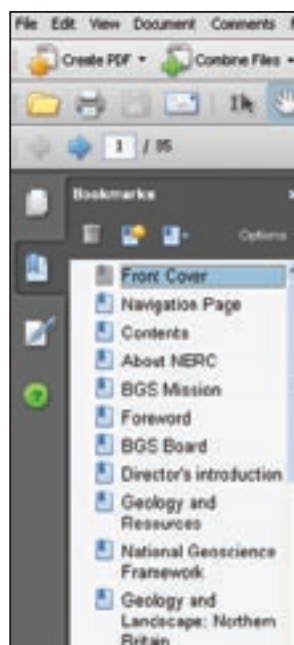 File Edit View Document Comments
Create PDF Combine Files
1 / 85
Bookmarks
Options
Front Cover
Navigation Page
Contents
About NERC
BGS Mission
Foreword
BGS Board
Director's introduction
Geology and
Resources
National Geoscience
Framework
Geology and
Landscape: Northern
Britain